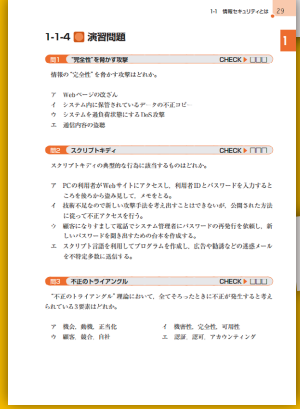 1-1 情報セキュリティとは 29
1
1-1-4 演習問題
問1 “完全性”を脅かす攻撃 CHECK▶□□□
情報の“完全性”を脅かす攻撃はどれか。
ア Webページの改ざん
イ システム内に保管されているデータの不正コピー
ウ システムを過負荷状態にするDoS攻撃
エ 通信内容の盗聴
問2 スクリプトキディ CHECK▶□□□
スクリプトキディの典型的な行為に該当するものはどれか。
ア PCの利用者がWebサイトにアクセスし，利用者IDとパスワードを入力すると
ころを後ろから盗み見して，メモをとる。
イ 技術不足なので新しい攻撃手法を考え出すことはできないが，公開された方法
に従って不正アクセスを行う。
ウ 顧客になりすまして電話でシステム管理者にパスワードの再発行を依頼し，新
しいパスワードを聞き出すための台本を作成する。
エ スクリプト言語を利用してプログラムを作成し，広告や勧誘などの迷惑メール
を不特定多数に送信する。
問3 不正のトライアングル CHECK▶□□□
“不正のトライアングル”理論において，全てそろったときに不正が発生すると考え
られている3要素はどれか。
ア 機会，動機，正当化 イ 機密性，完全性，可用性
ウ 顧客，競合，自社 エ 認証，認可，アカウンティング